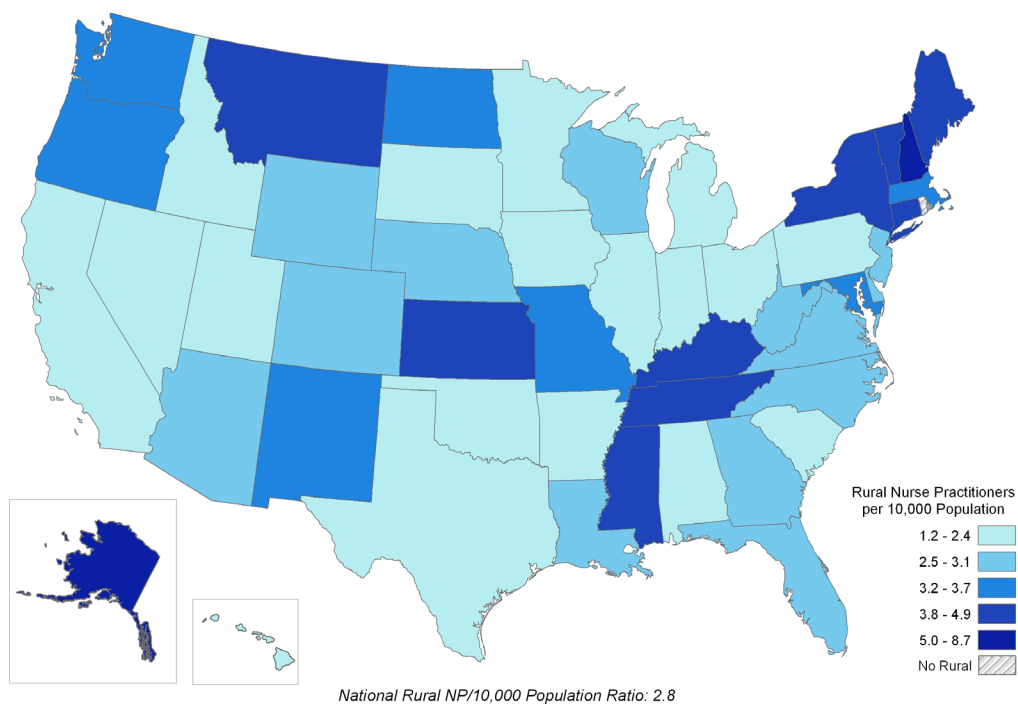 Rural Nurse Practitioners
per 10,000 Population
1.2 - 2.4
2.5 - 3.1
3.2 - 3.7
3.8 - 4.9
5.0 - 8.7
No Rural
National Rural NP/10,000 Population Ratio: 2.8